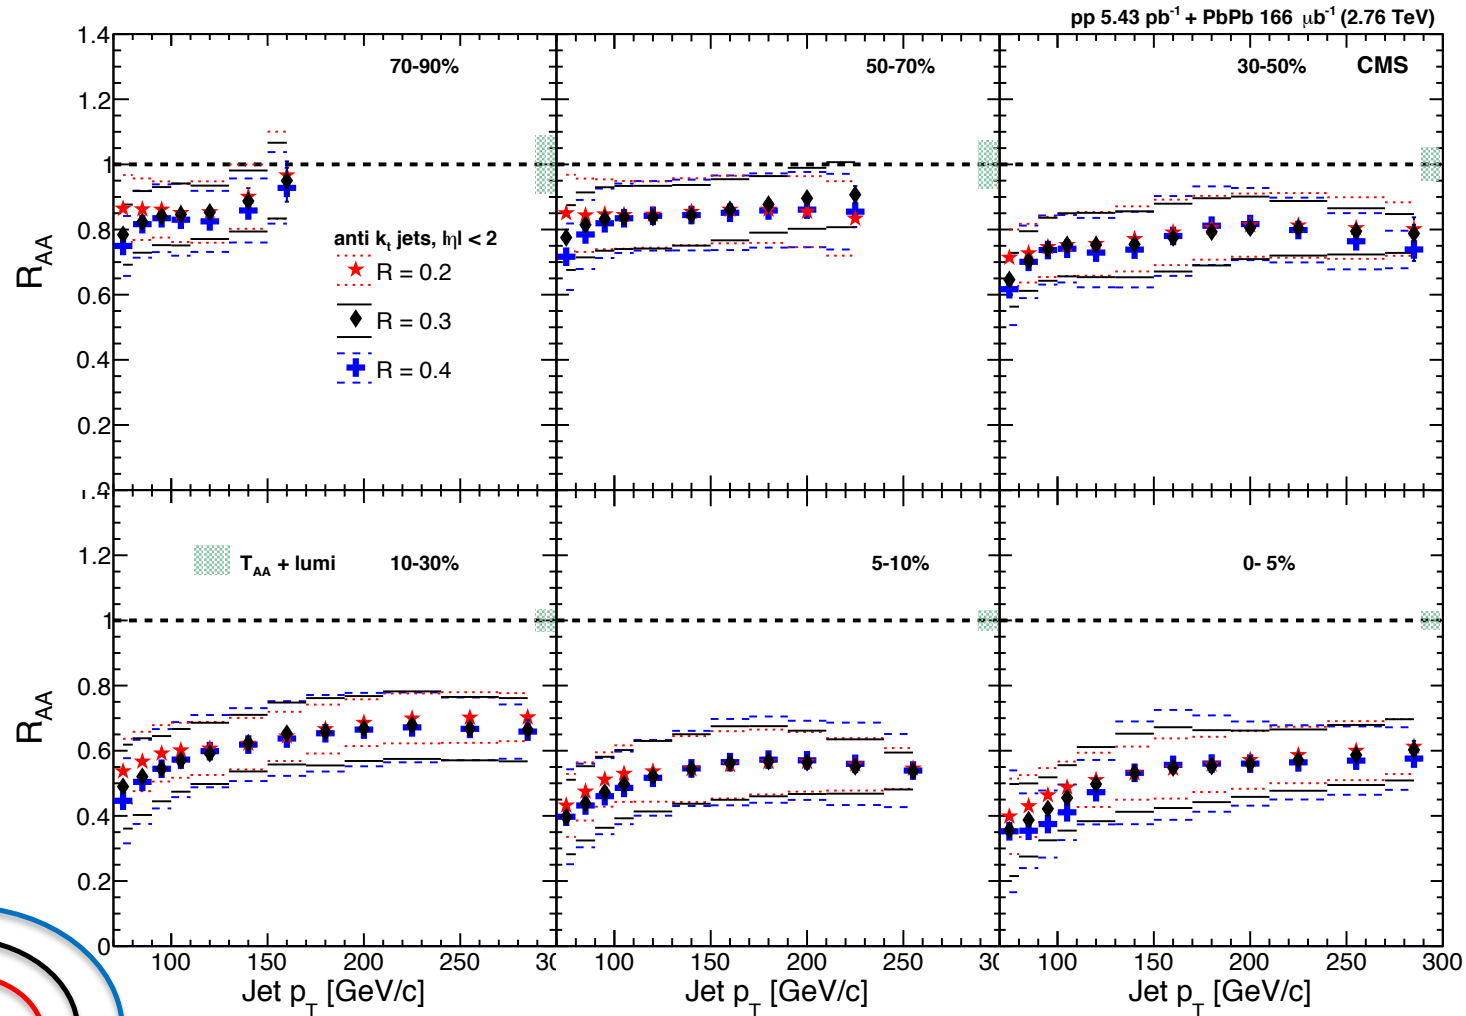 pp 5.43 pb⁻¹ + PbPb 166 μb⁻¹ (2.76 TeV)
1.4
70-90%
50-70%
30-50%
CMS
1.2
1
0.8
anti kₜ jets, |η| < 2
R = 0.2
R_AA
0.6
R = 0.3
0.4
R = 0.4
0.2
0
1.2
T_AA + lumi
10-30%
5-10%
0- 5%
1
0.8
R_AA
0.6
0.4
0.2
0
100 150 200 250 100 150 200 250 100 150 200 250 300
Jet p_T [GeV/c] Jet p_T [GeV/c] Jet p_T [GeV/c]